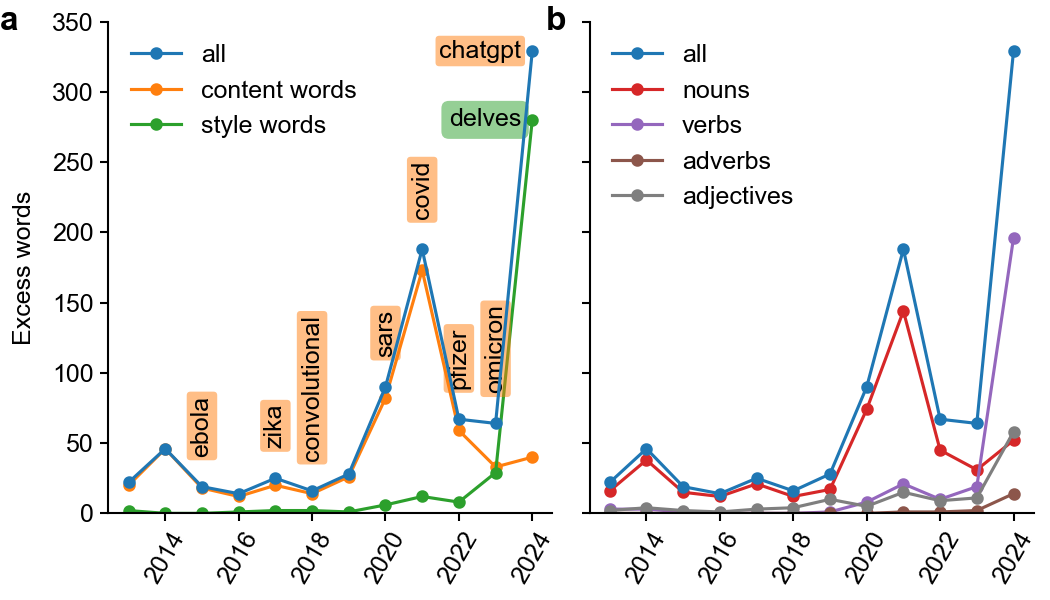 a
350
300
250
200
150
100
50
0
Excess words
all
content words
style words
chatgpt
delves
covid
sars
pfizer
omicron
convolutional
zika
ebola
2014
2016
2018
2020
2022
2024
b
all
nouns
verbs
adverbs
adjectives
2014
2016
2018
2020
2022
2024